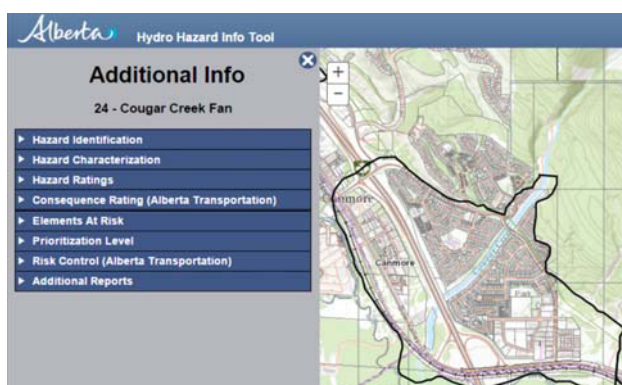 Alberta Hydro Hazard Info Tool
Additional Info
24 - Cougar Creek Fan
Hazard Identification
Hazard Characterization
Hazard Ratings
Consequence Rating (Alberta Transportation)
Elements At Risk
Prioritization Level
Risk Control (Alberta Transportation)
Additional Reports
+
−
Canmore
Canmore
Fan